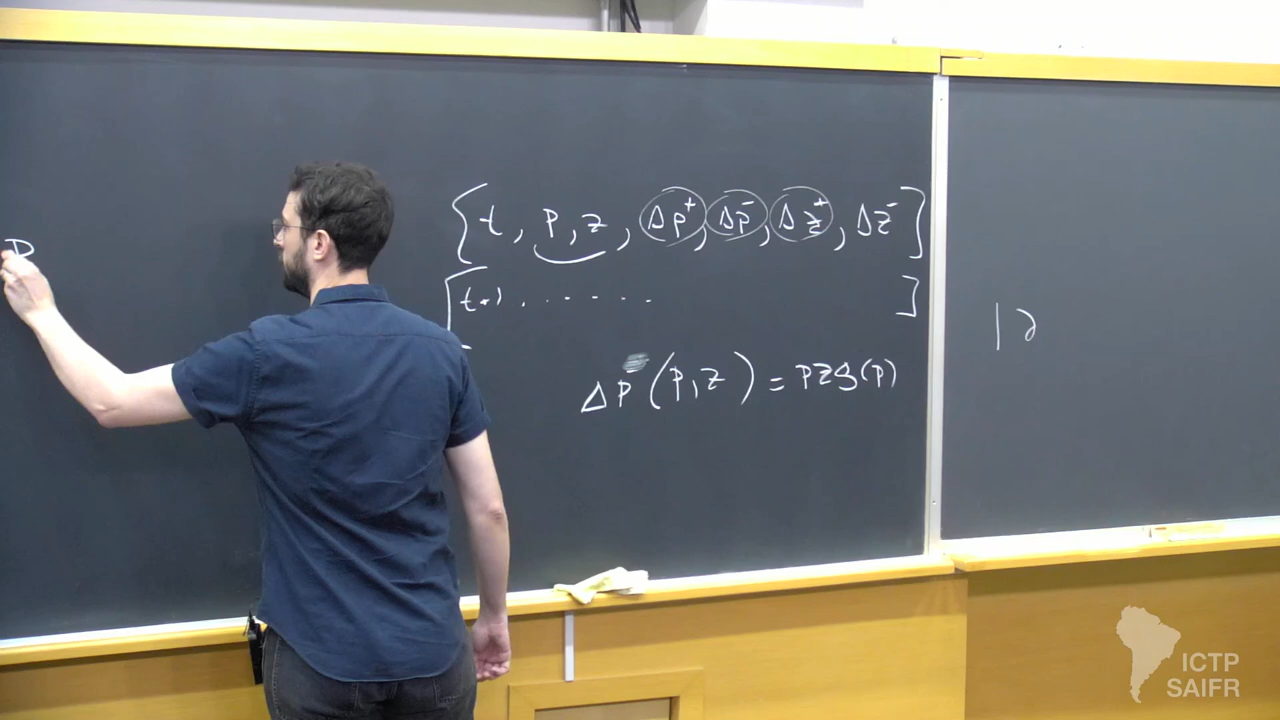 {t, p, z, Δp⁺, Δp⁻, Δz⁺, Δz⁻}
[t+1, . . . . . . ]
Δp(p,z) = pzg(p)
ICTP
SAIFR